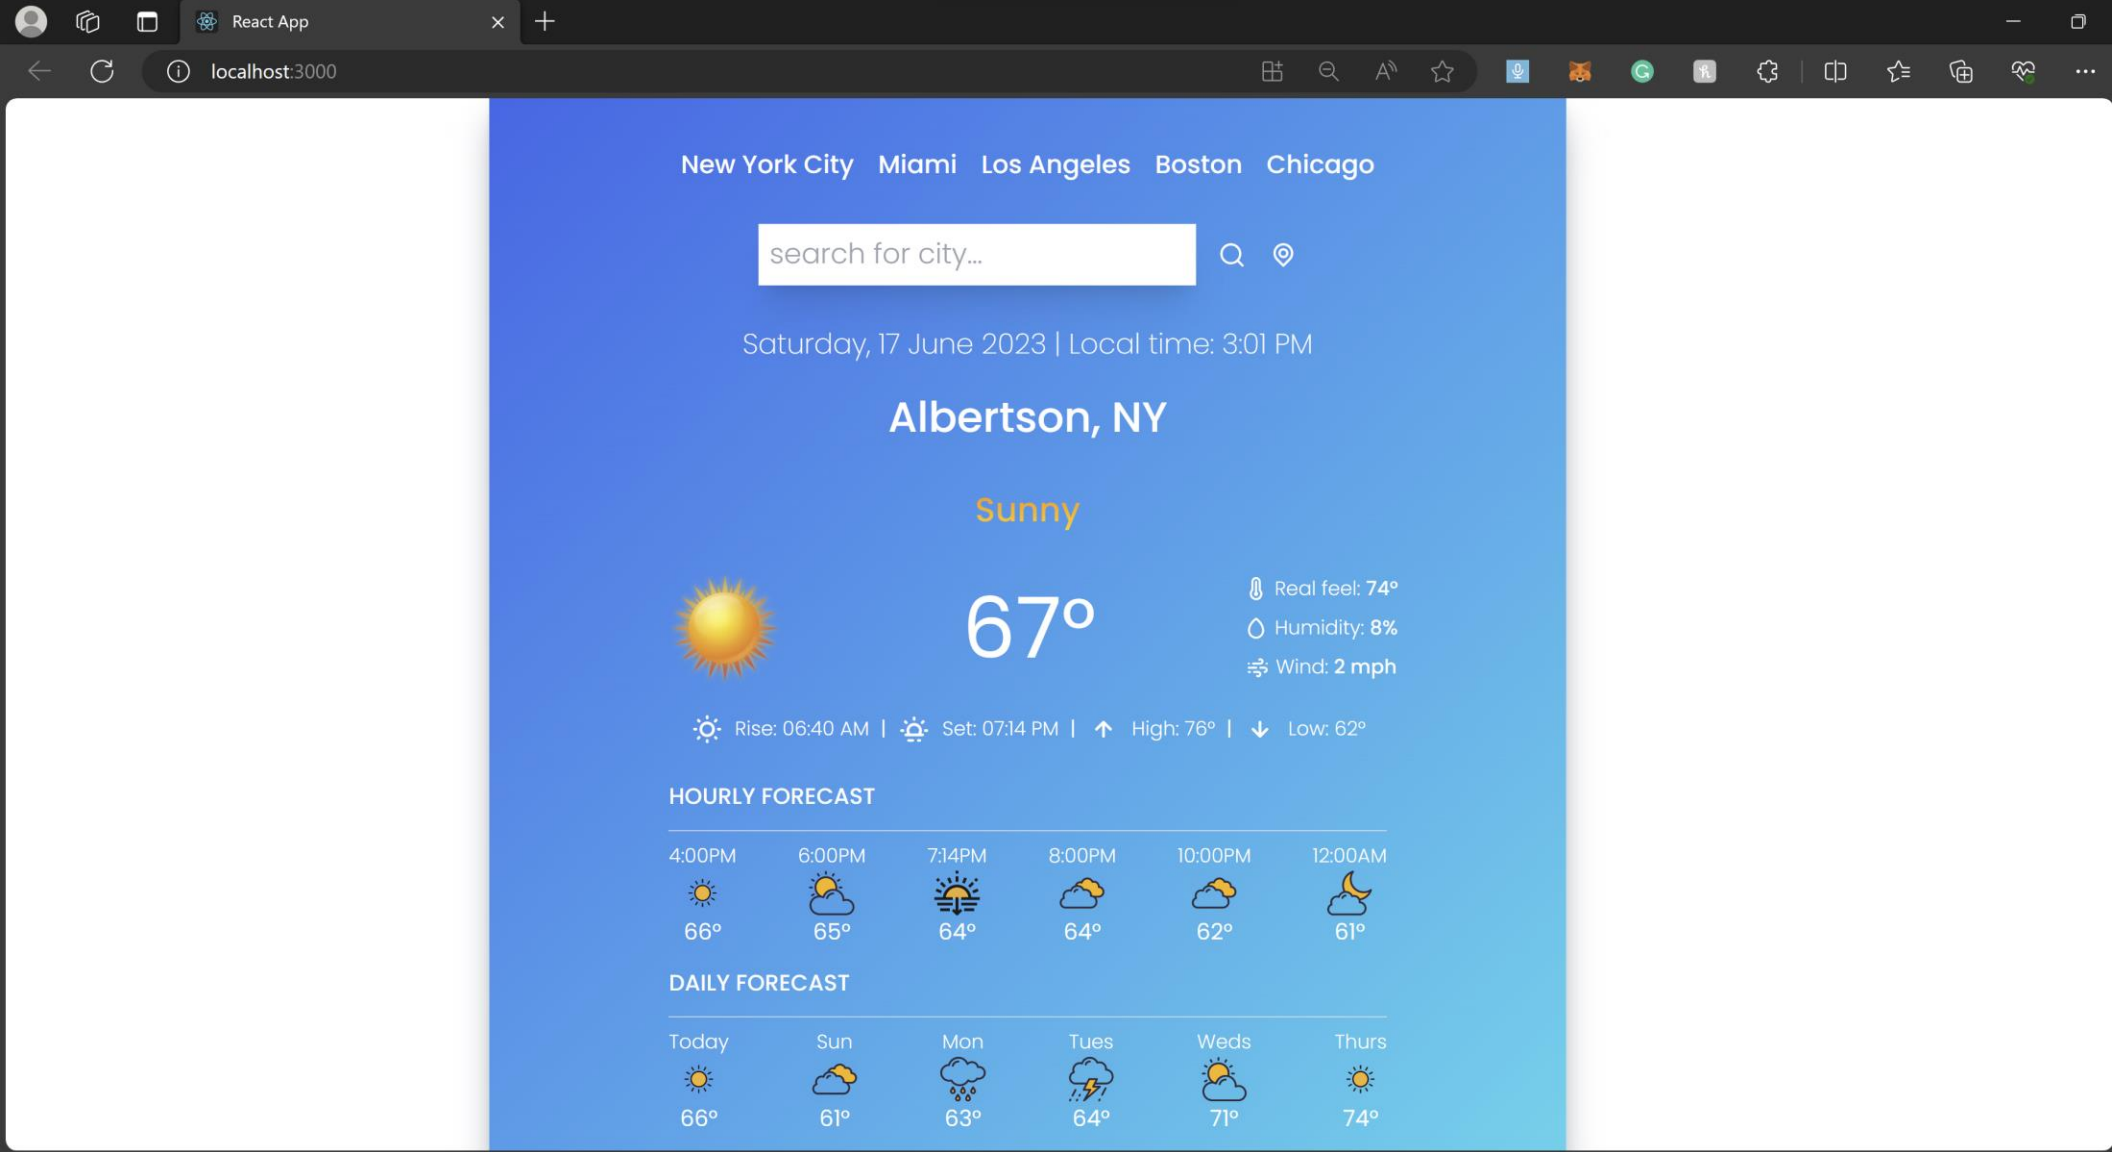 React App
localhost:3000
New York City Miami Los Angeles Boston Chicago
search for city...
Saturday, 17 June 2023 | Local time: 3:01 PM
Albertson, NY
Sunny
67°
Real feel: 74°
Humidity: 8%
Wind: 2 mph
Rise: 06:40 AM | Set: 07:14 PM | High: 76° | Low: 62°
HOURLY FORECAST
4:00PM 6:00PM 7:14PM 8:00PM 10:00PM 12:00AM
66° 65° 64° 64° 62° 61°
DAILY FORECAST
Today Sun Mon Tues Weds Thurs
66° 61° 63° 64° 71° 74°